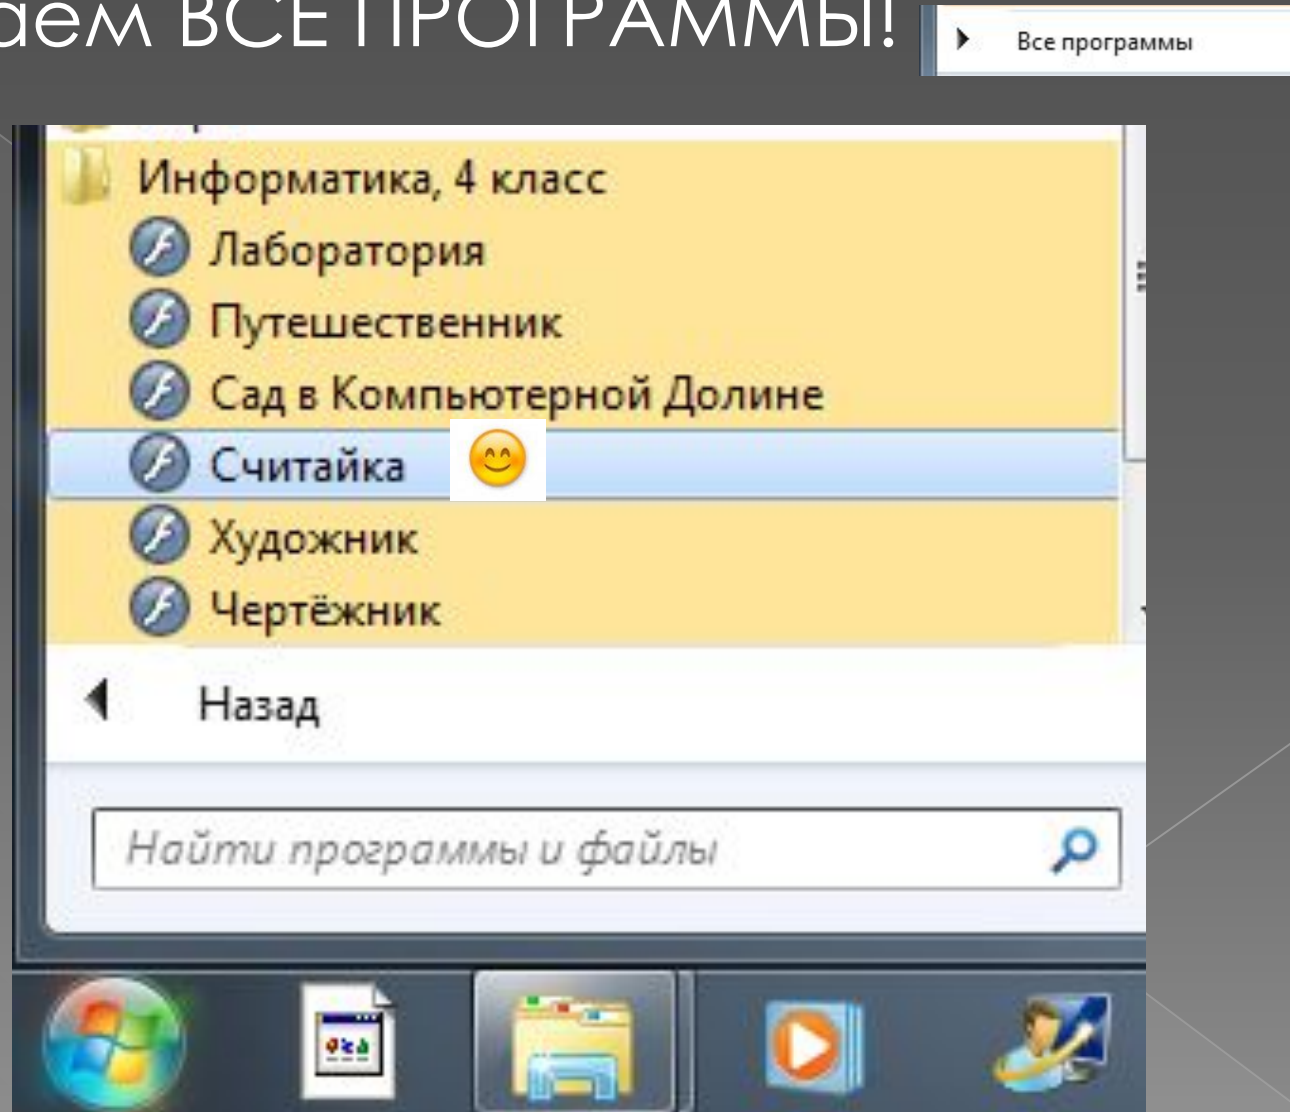 ВСЕ ПРОГРАММЫ!
Все программы
Информатика, 4 класс
Лаборатория
Путешественник
Сад в Компьютерной Долине
Считайка
Художник
Чертёжник
Назад
Найти программы и файлы